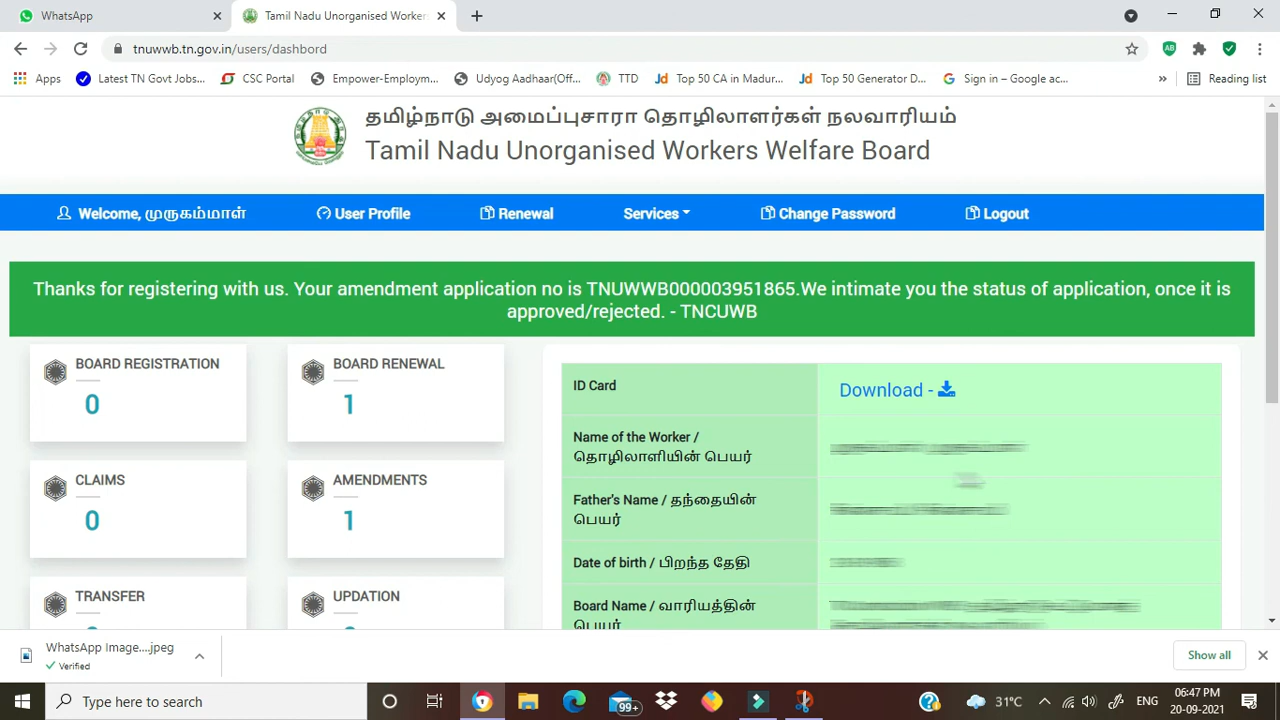 WhatsApp
Tamil Nadu Unorganised Workers
tnuwwb.tn.gov.in/users/dashbord
Apps
Latest TN Govt Jobs...
CSC Portal
Empower-Employm...
Udyog Aadhaar(Off...
TTD
Top 50 CA in Madur...
Top 50 Generator D...
Sign in – Google ac...
»
Reading list
தமிழ்நாடு அமைப்புசாரா தொழிலாளர்கள் நலவாரியம்
Tamil Nadu Unorganised Workers Welfare Board
Welcome, முருகம்மாள்
User Profile
Renewal
Services
Change Password
Logout
Thanks for registering with us. Your amendment application no is TNUWWB000003951865.We intimate you the status of application, once it is
approved/rejected. - TNCUWB
BOARD REGISTRATION
0
BOARD RENEWAL
1
CLAIMS
0
AMENDMENTS
1
TRANSFER
UPDATION
ID Card
Download -
Name of the Worker /
தொழிலாளியின் பெயர்
Father's Name / தந்தையின்
பெயர்
Date of birth / பிறந்த தேதி
Board Name / வாரியத்தின்
பெயர்
WhatsApp Image....jpeg
Verified
Show all
Type here to search
99+
31°C
ENG
06:47 PM
20-09-2021